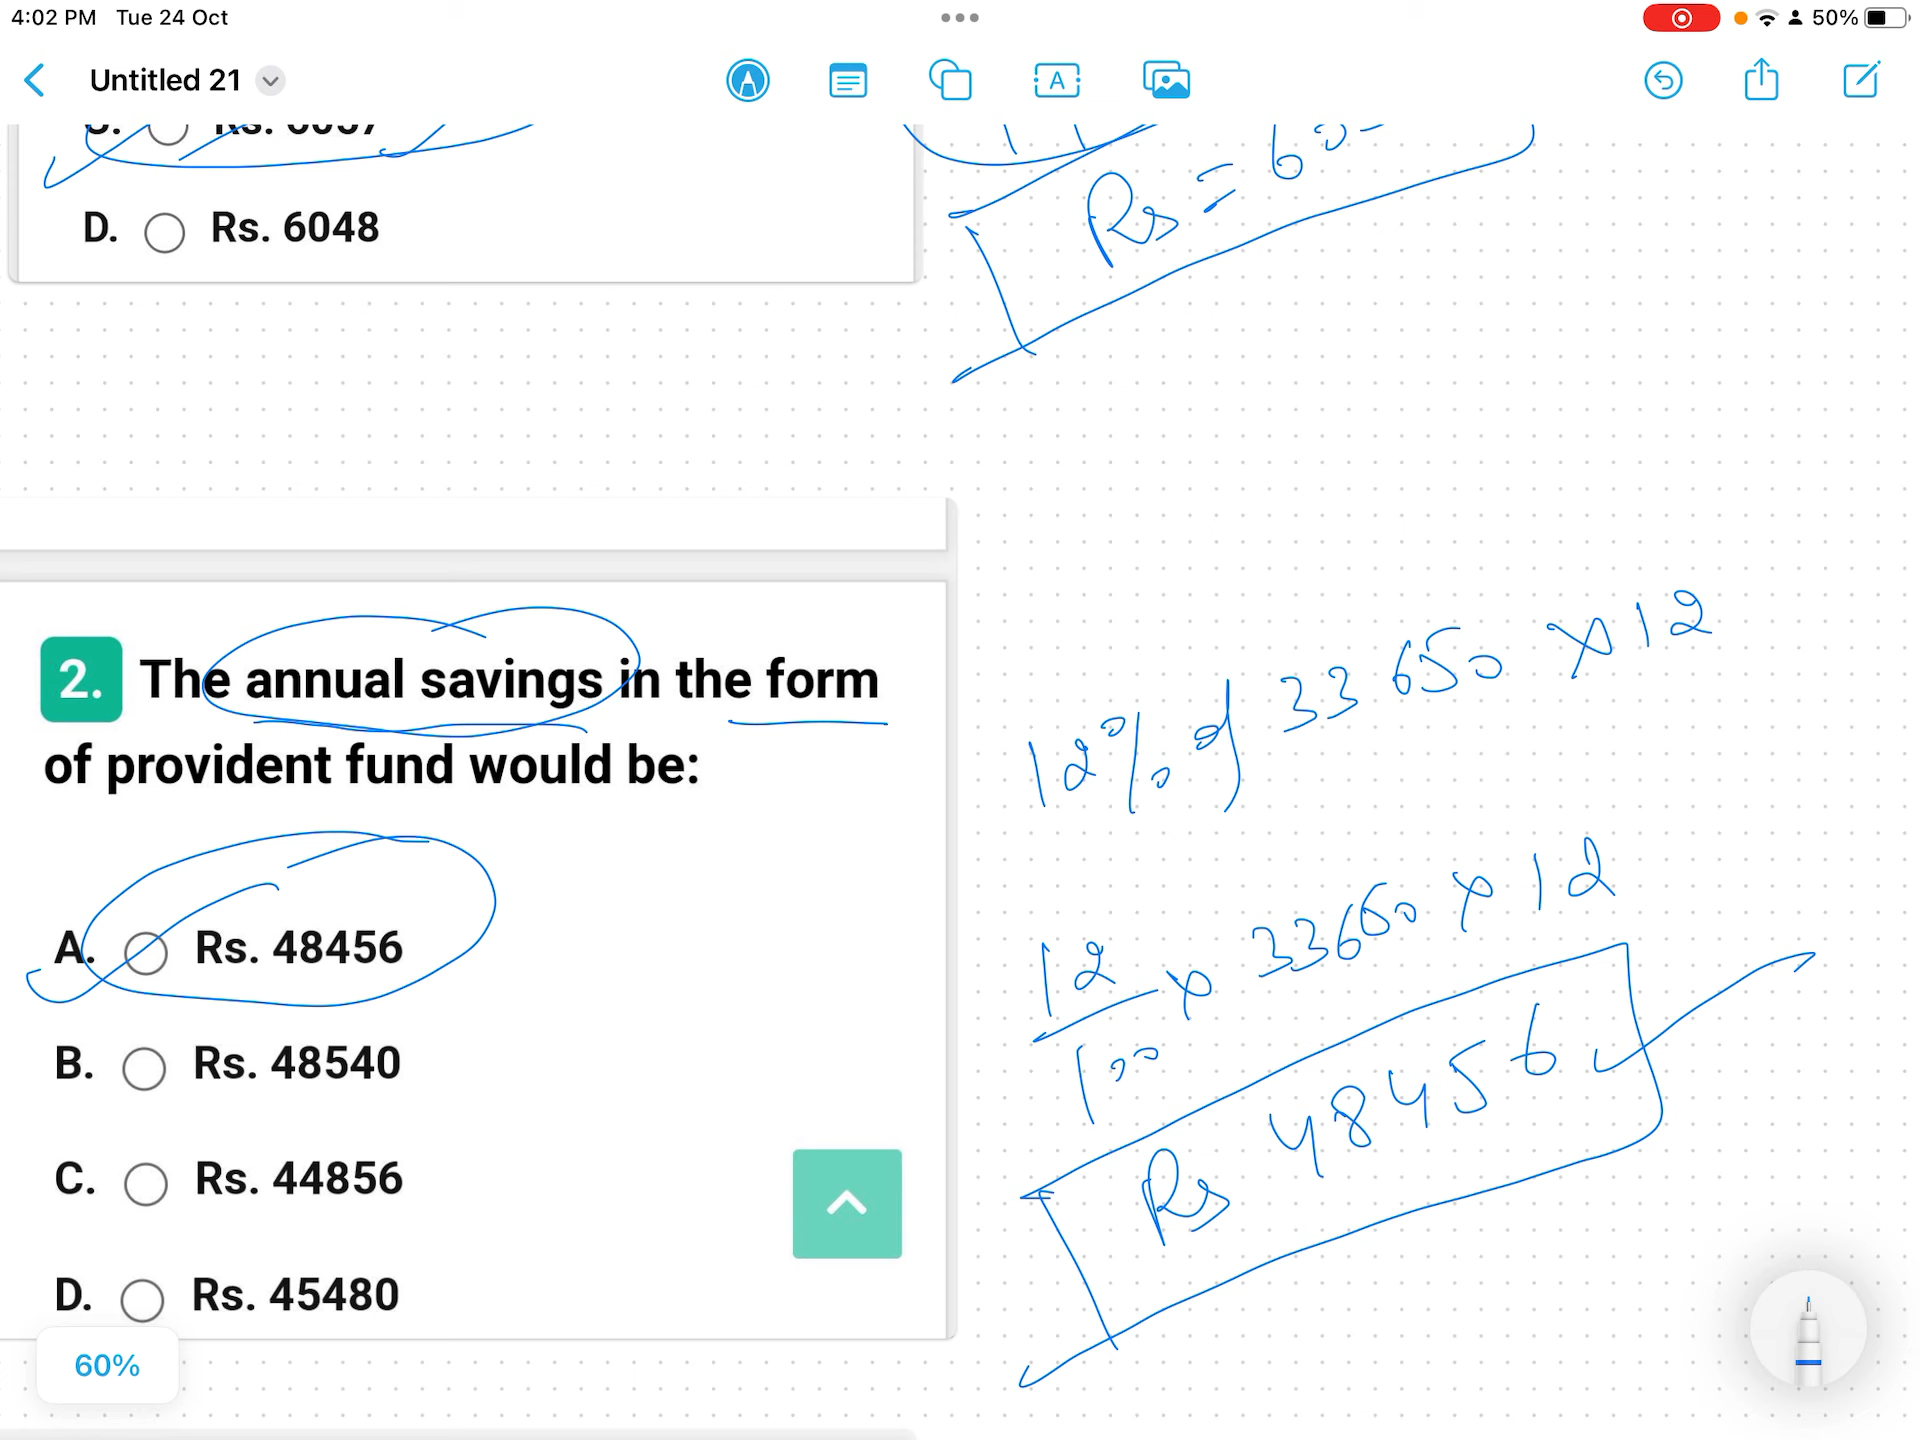 4:02 PM Tue 24 Oct
50%
Untitled 21
D. Rs. 6048
Rs =
2. The annual savings in the form
of provident fund would be:
A. Rs. 48456
B. Rs. 48540
C. Rs. 44856
D. Rs. 45480
12% of 33650 × 12
12
100
× 33650 × 12
Rs 48456
60%